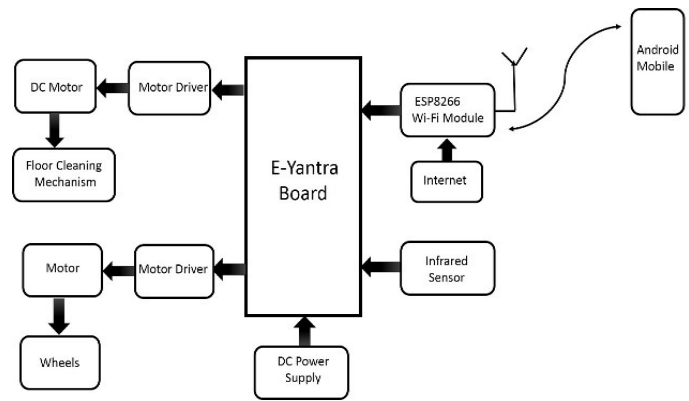 Android
Mobile
DC Motor
Motor Driver
ESP8266
Wi-Fi Module
Floor Cleaning
Mechanism
E-Yantra
Board
Internet
Motor
Motor Driver
Infrared
Sensor
Wheels
DC Power
Supply